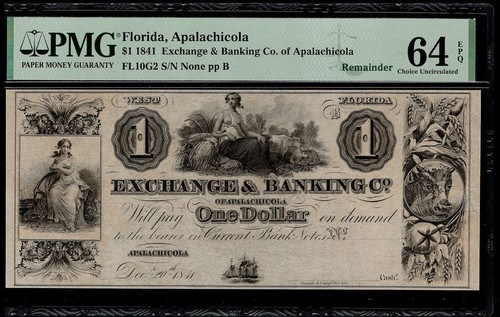 PMG
PAPER MONEY GUARANTY
Florida, Apalachicola
$1 1841 Exchange & Banking Co. of Apalachicola
FL10G2 S/N None pp B
Remainder
64 EPQ
Choice Uncirculated
WEST FLORIDA
B
1 1
EXCHANGE & BANKING Co
OF APALACHICOLA
Will pay One Dollar on demand
to the bearer in Current Bank Notes No
APALACHICOLA
Dec 20th 1841
Cashr